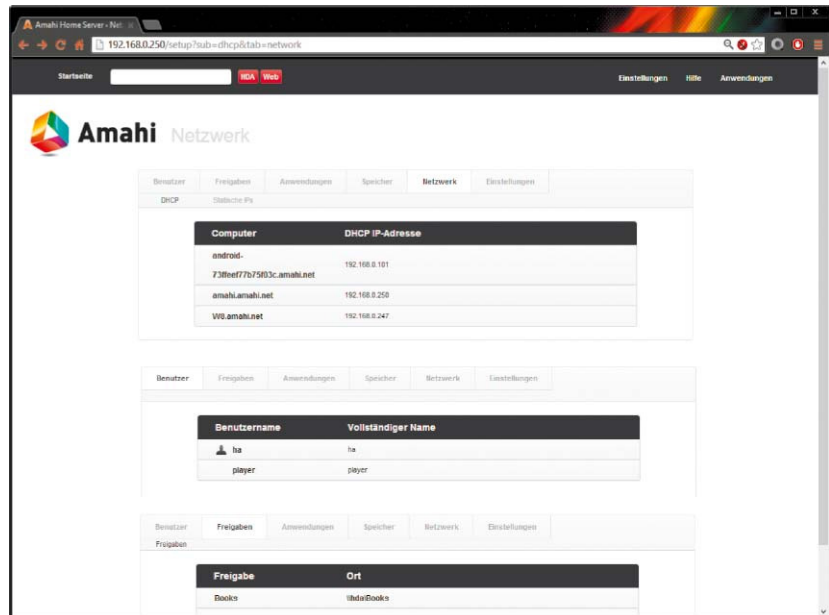 Amahi Home Server › Net
192.168.0.250/setup?sub=dhcp&tab=network
Startseite HDA Web Einstellungen Hilfe Anwendungen
Amahi Netzwerk
Benutzer Freigaben Anwendungen Speicher Netzwerk Einstellungen
DHCP Statische IPs
Computer DHCP IP-Adresse
android-
73ffeef77b75f03c.amahi.net 192.168.0.101
amahi.amahi.net 192.168.0.250
W8.amahi.net 192.168.0.247
Benutzer Freigaben Anwendungen Speicher Netzwerk Einstellungen
Benutzername Vollständiger Name
ha ha
player player
Benutzer Freigaben Anwendungen Speicher Netzwerk Einstellungen
Freigaben
Freigabe Ort
Books \\hda\Books